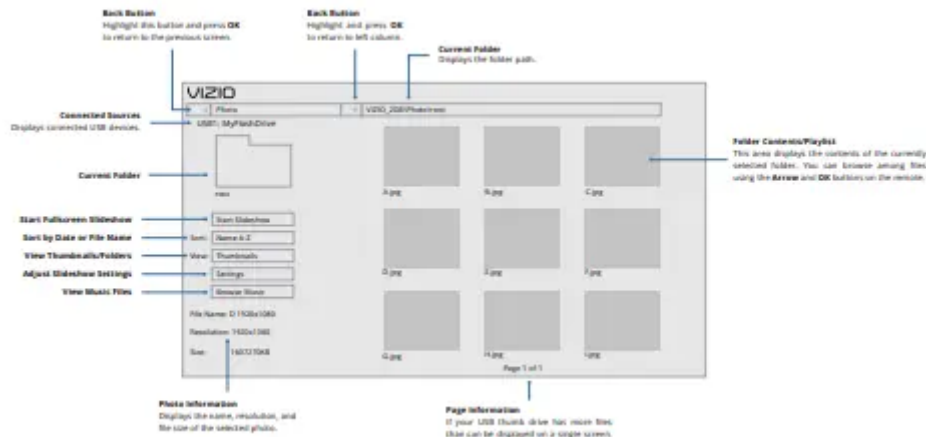 Back Button
Highlight this button and press OK
to return to the previous screen.
Back Button
Highlight and press OK
to return to left column.
Current Folder
Displays the folder path.
VIZIO
Photo
Connected Sources
Displays connected USB devices.
USB1: MyFlashDrive
Folder Contents/Playlist
This area displays the contents of the currently
selected folder. You can browse among files
using the Arrow and OK buttons on the remote.
Current Folder
A.jpg
B.jpg
C.jpg
Start Fullscreen Slideshow
Start Slideshow
Sort by Date or File Name
Sort: Name A-Z
View Thumbnails/Folders
View: Thumbnails
Adjust Slideshow Settings
Settings
View Music Files
Browse Music
D.jpg
F.jpg
File Name: D 1920x1080
Resolution: 1920x1080
Size:
G.jpg
H.jpg
Page 1 of 1
Photo Information
Displays the name, resolution, and
file size of the selected photo.
Page Information
If your USB thumb drive has more files
than can be displayed on a single screen,